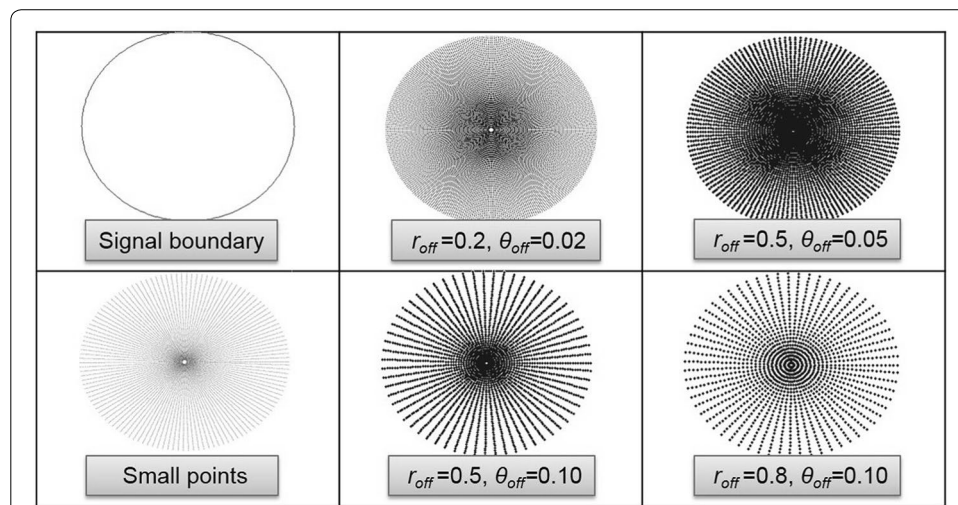 Signal boundary
r_off=0.2, θ_off=0.02
r_off=0.5, θ_off=0.05
Small points
r_off=0.5, θ_off=0.10
r_off=0.8, θ_off=0.10